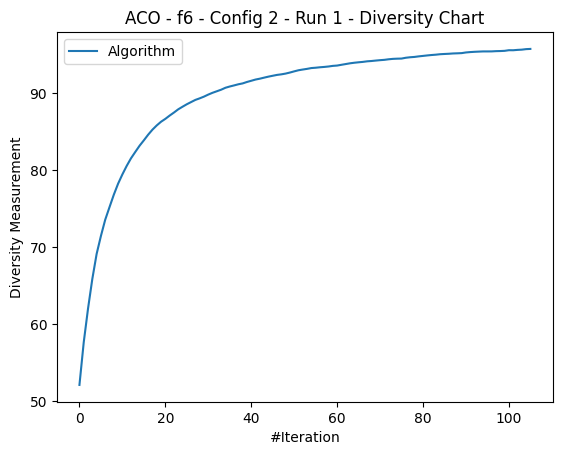 ACO - f6 - Config 2 - Run 1 - Diversity Chart
Algorithm
Diversity Measurement
90
80
70
60
50
0 20 40 60 80 100
#Iteration